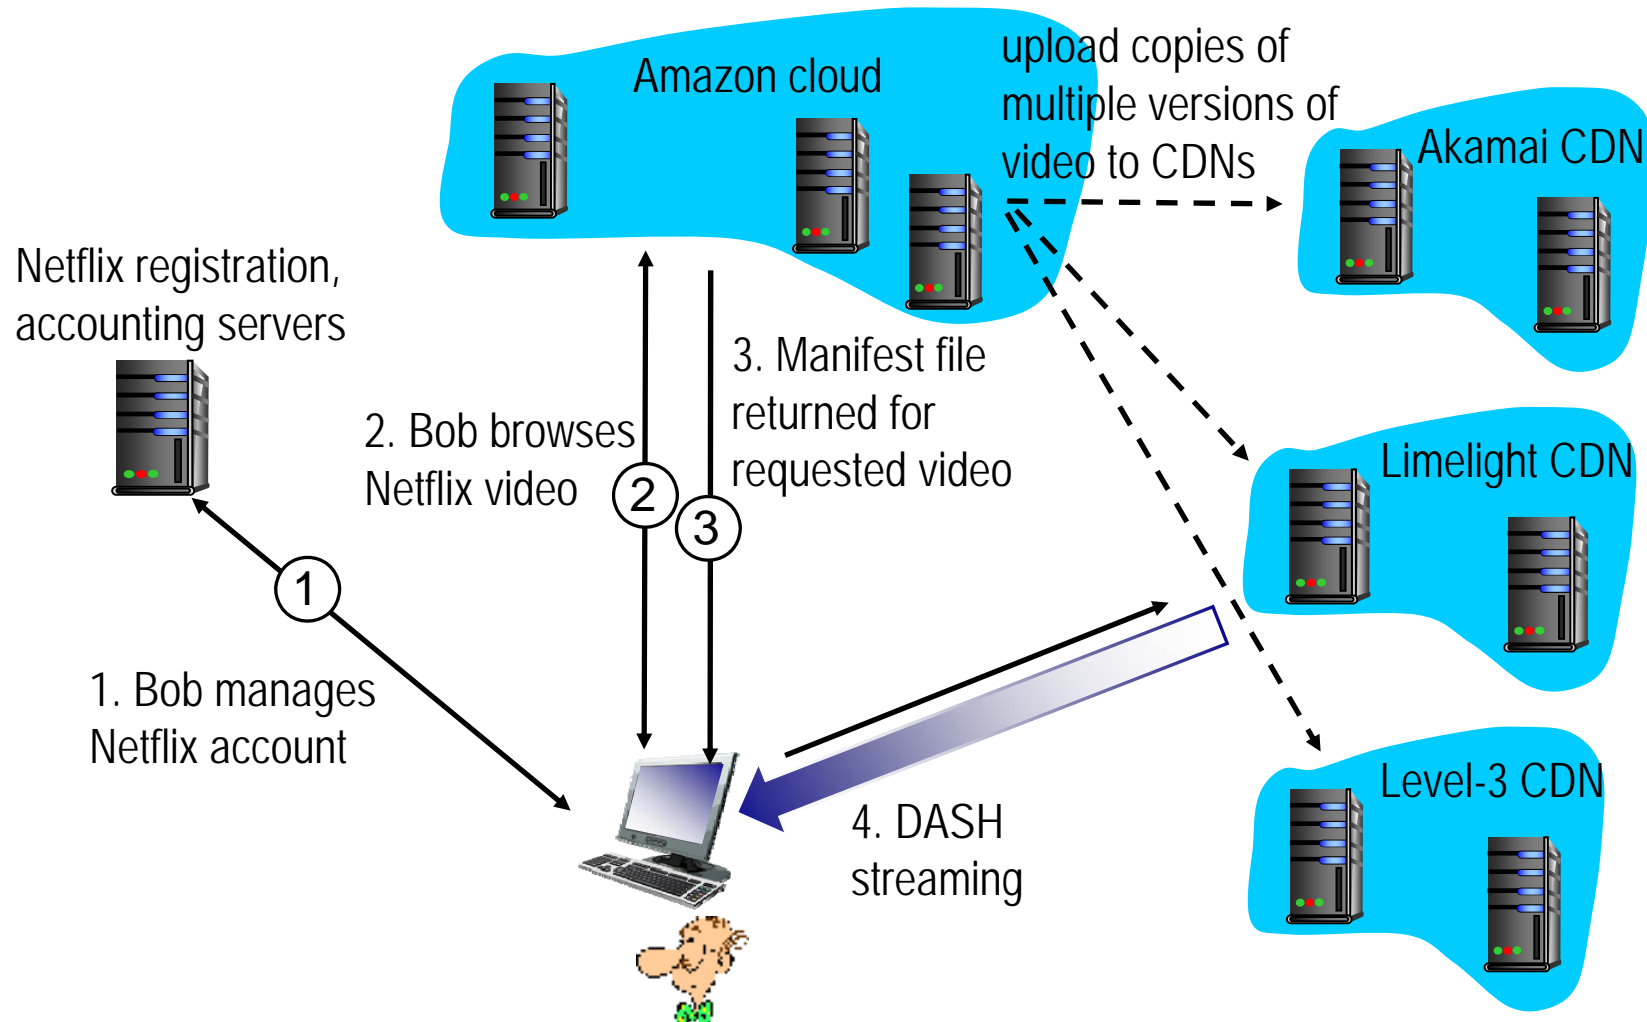 Amazon cloud
upload copies of
multiple versions of
video to CDNs
Akamai CDN
Netflix registration,
accounting servers
3. Manifest file
returned for
requested video
2. Bob browses
Netflix video
2
3
Limelight CDN
1
1. Bob manages
Netflix account
Level-3 CDN
4. DASH
streaming